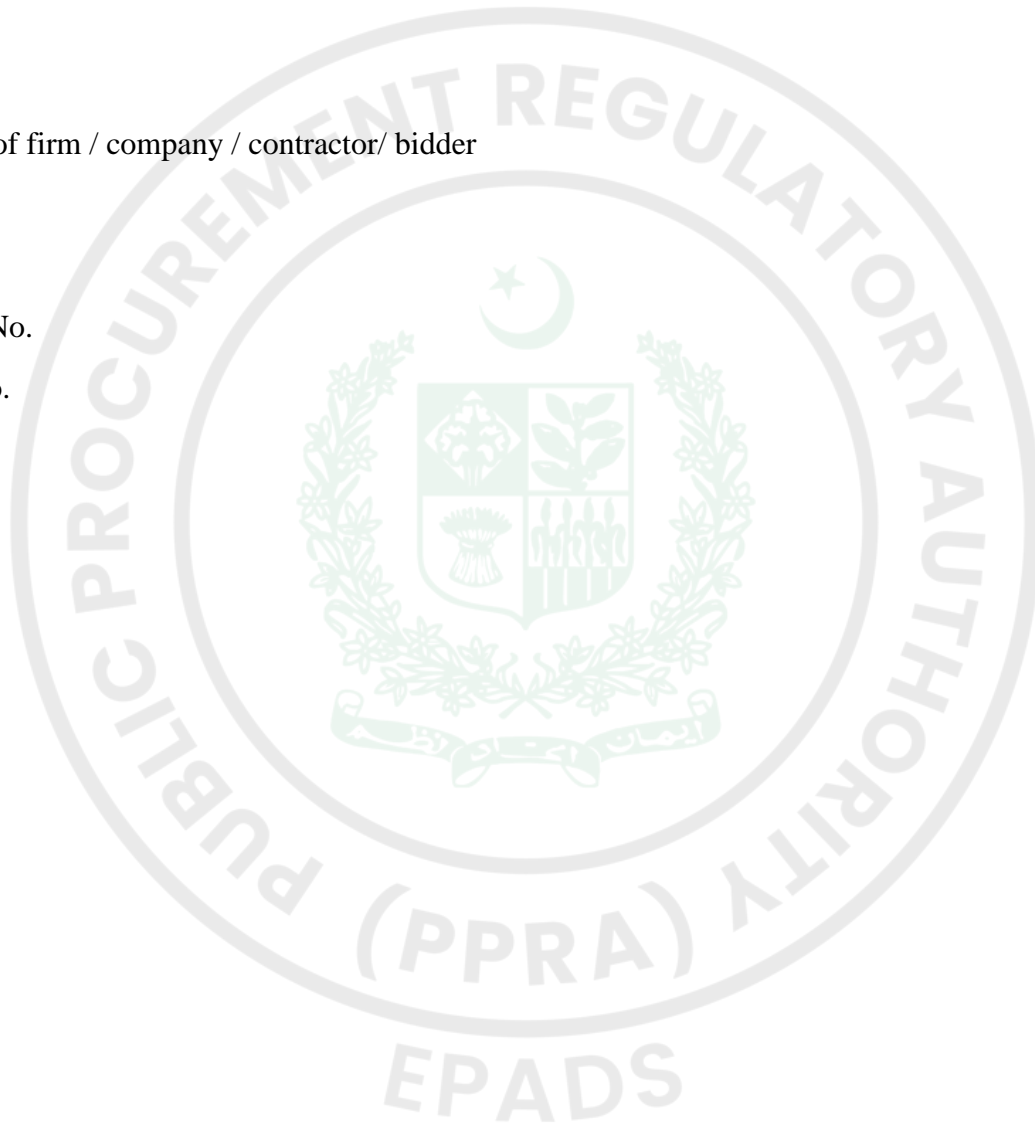 PUBLIC PROCUREMENT REGULATORY AUTHORITY
of firm / company / contractor/ bidder
No.
.
(PPRA)
EPADS